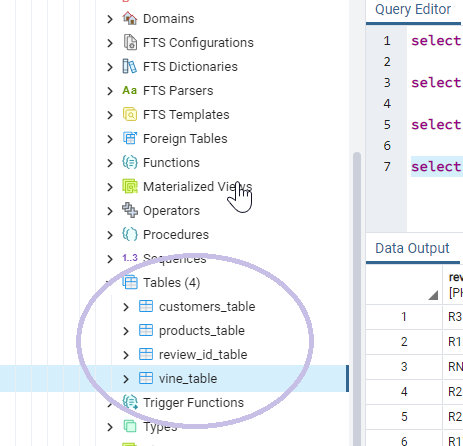 Domains
FTS Configurations
FTS Dictionaries
Aa FTS Parsers
FTS Templates
Foreign Tables
Functions
Materialized Views
Operators
Procedures
1..3 Sequences
Tables (4)
customers_table
products_table
review_id_table
vine_table
Trigger Functions
Types
Query Editor
1 select
2
3 select
4
5 select
6
7 select
Data Output
1 R3
2 R1
3 RN
4 R2
5 R2
6 R1